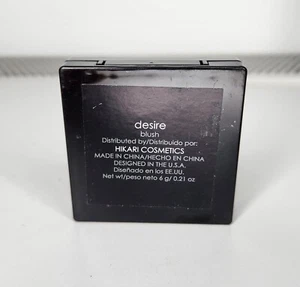 desire
blush
Distributed by/Distribuido por:
HIKARI COSMETICS
MADE IN CHINA/HECHO EN CHINA
DESIGNED IN THE U.S.A.
Diseñado en los EE.UU.
Net wt/peso neto 6 g/ 0.21 oz